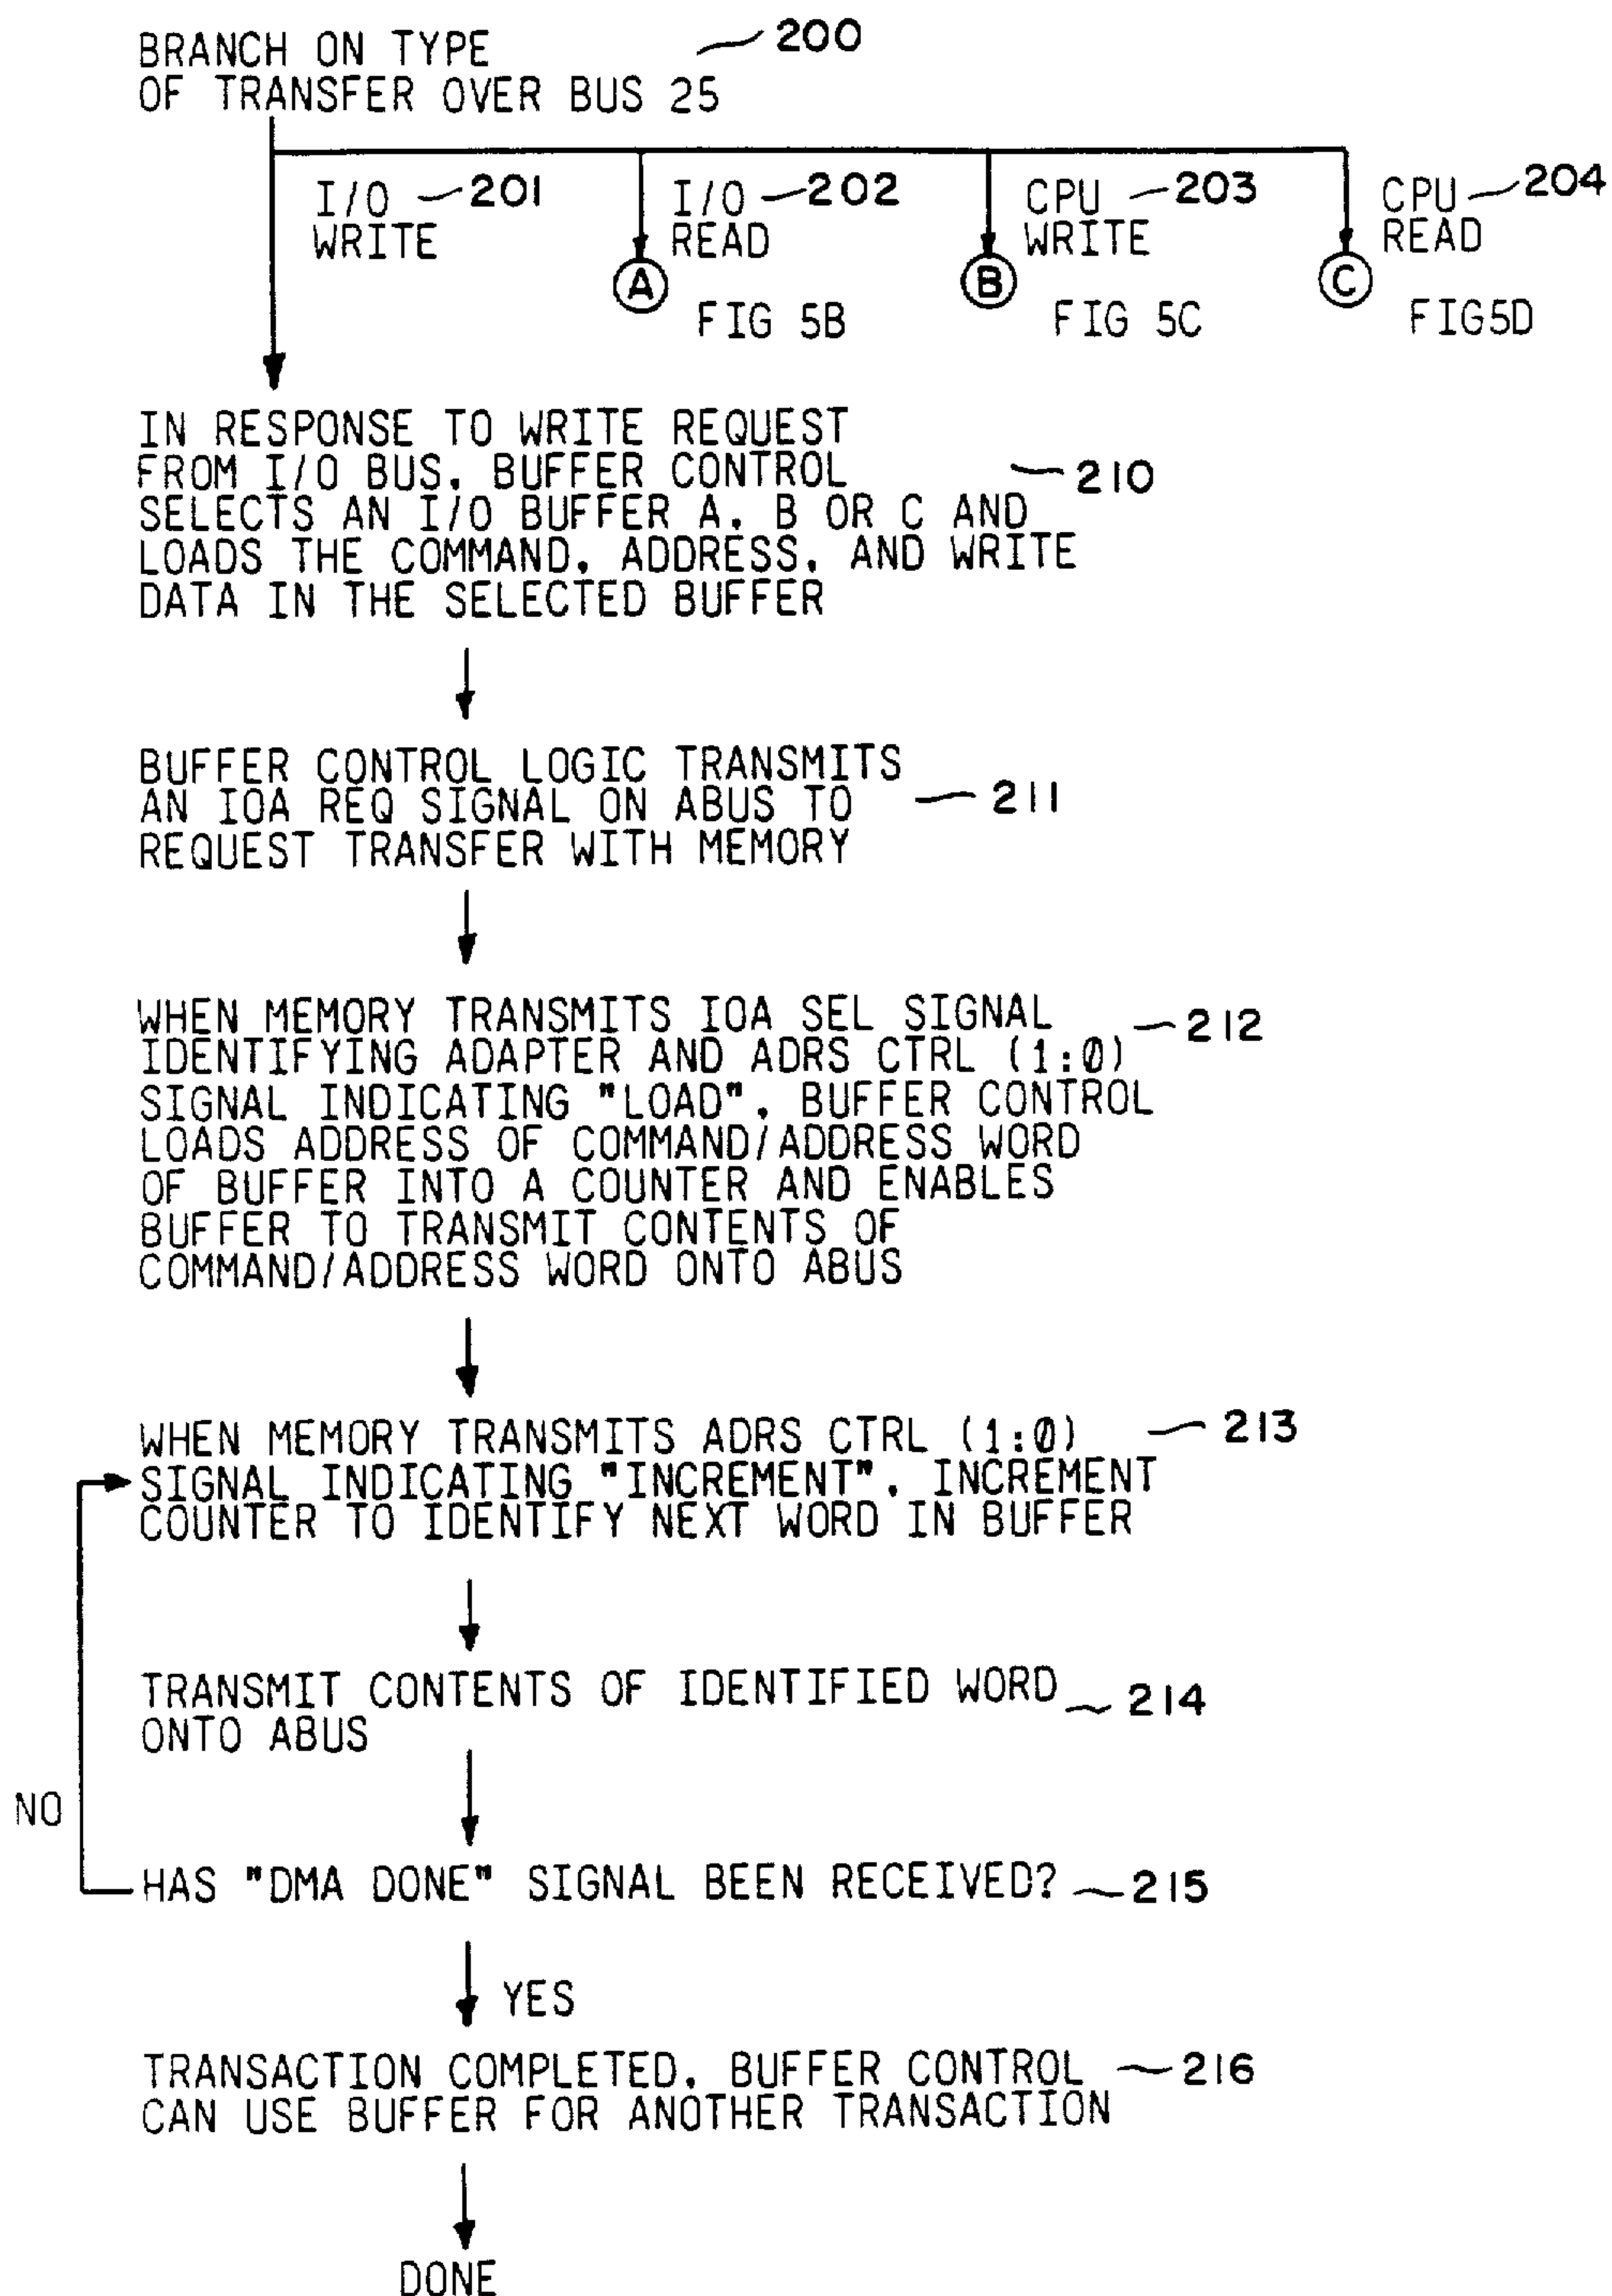 BRANCH ON TYPE 200
OF TRANSFER OVER BUS 25
I/O 201 I/O 202 CPU 203 CPU 204
WRITE READ WRITE READ
A B C
FIG 5B FIG 5C FIG5D
IN RESPONSE TO WRITE REQUEST
FROM I/O BUS, BUFFER CONTROL 210
SELECTS AN I/O BUFFER A, B OR C AND
LOADS THE COMMAND, ADDRESS, AND WRITE
DATA IN THE SELECTED BUFFER
BUFFER CONTROL LOGIC TRANSMITS
AN IOA REQ SIGNAL ON ABUS TO 211
REQUEST TRANSFER WITH MEMORY
WHEN MEMORY TRANSMITS IOA SEL SIGNAL 212
IDENTIFYING ADAPTER AND ADRS CTRL (1:0)
SIGNAL INDICATING "LOAD", BUFFER CONTROL
LOADS ADDRESS OF COMMAND/ADDRESS WORD
OF BUFFER INTO A COUNTER AND ENABLES
BUFFER TO TRANSMIT CONTENTS OF
COMMAND/ADDRESS WORD ONTO ABUS
WHEN MEMORY TRANSMITS ADRS CTRL (1:0) 213
SIGNAL INDICATING "INCREMENT", INCREMENT
COUNTER TO IDENTIFY NEXT WORD IN BUFFER
TRANSMIT CONTENTS OF IDENTIFIED WORD 214
ONTO ABUS
NO
HAS "DMA DONE" SIGNAL BEEN RECEIVED? 215
YES
TRANSACTION COMPLETED, BUFFER CONTROL 216
CAN USE BUFFER FOR ANOTHER TRANSACTION
DONE